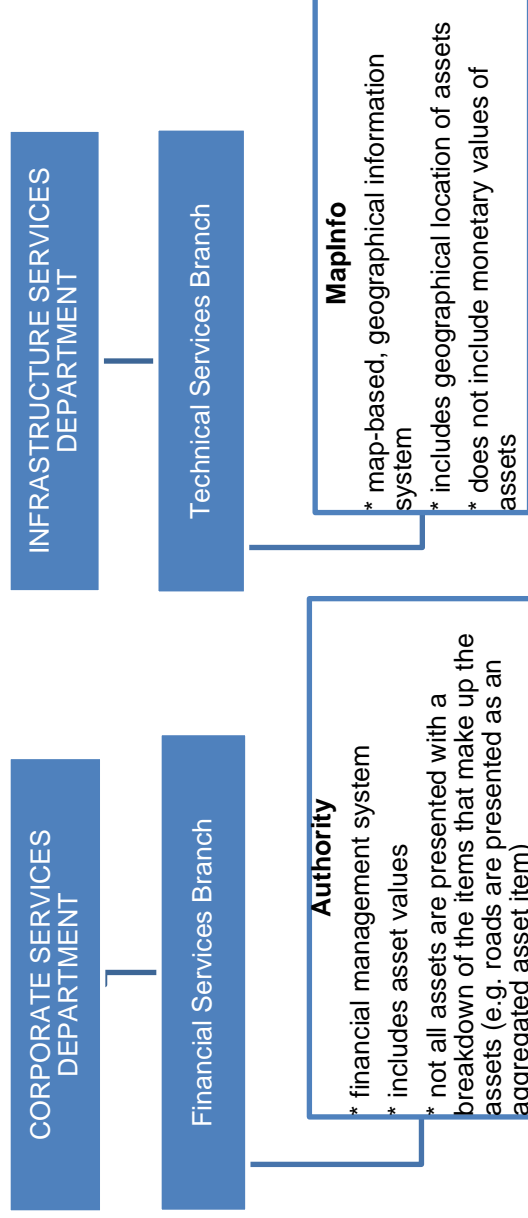 CORPORATE SERVICES
DEPARTMENT
Financial Services Branch
Authority
* financial management system
* includes asset values
* not all assets are presented with a
breakdown of the items that make up the
assets (e.g. roads are presented as an
aggregated asset item)
INFRASTRUCTURE SERVICES
DEPARTMENT
Technical Services Branch
MapInfo
* map-based, geographical information
system
* includes geographical location of assets
* does not include monetary values of
assets